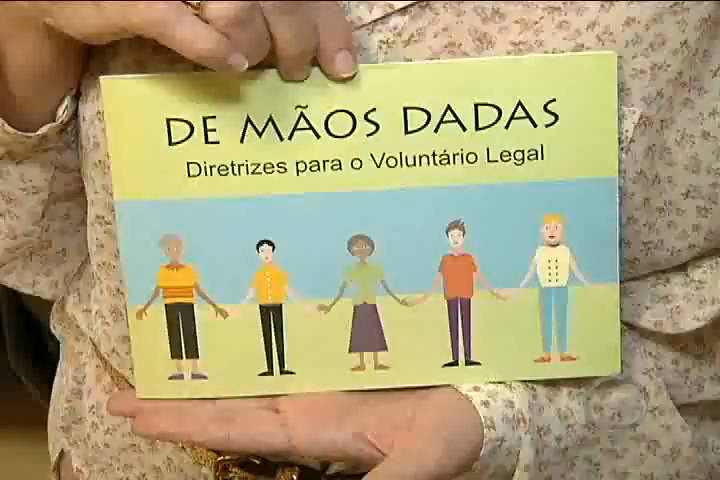 DE MÃOS DADAS
Diretrizes para o Voluntário Legal